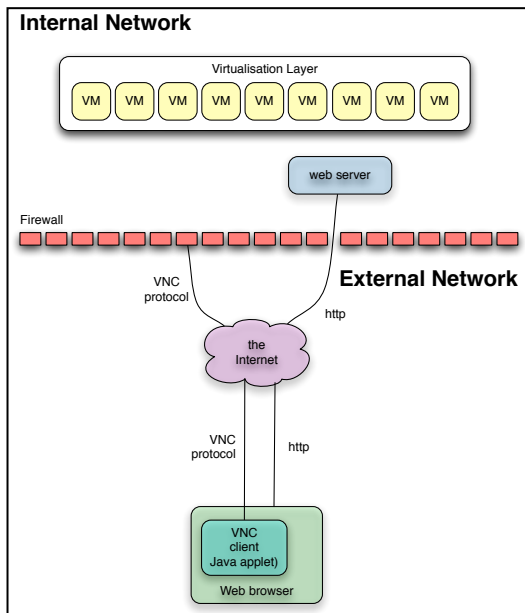 Internal Network
Virtualisation Layer
VM VM VM VM VM VM VM VM VM
web server
Firewall
External Network
VNC
protocol
http
the
Internet
VNC
protocol
http
VNC
client
Java applet)
Web browser